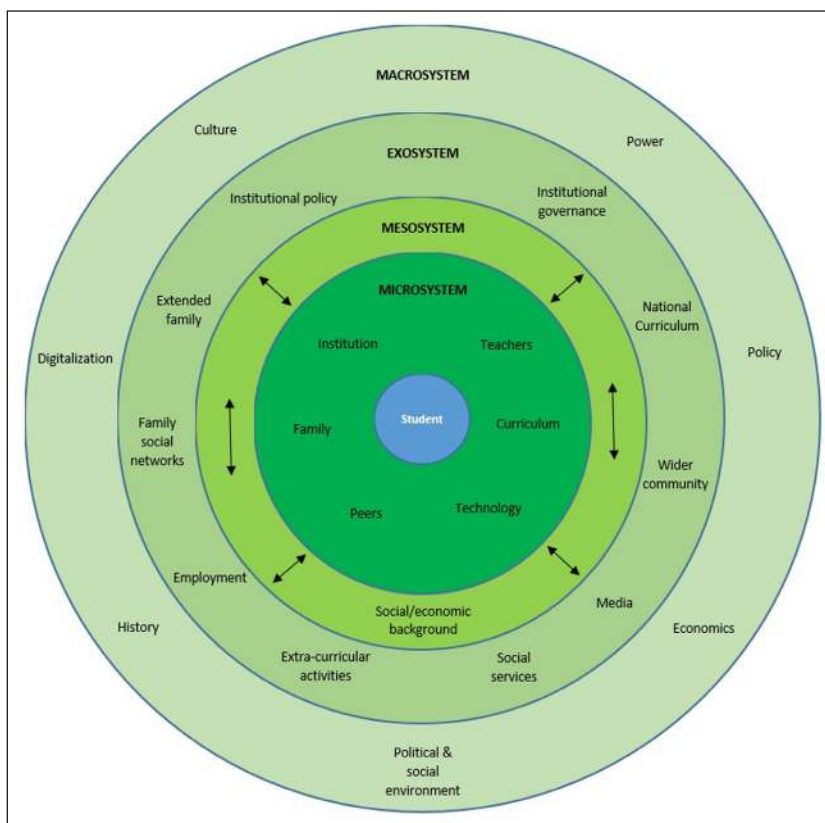 MACROSYSTEM
Culture
Power
EXOSYSTEM
Institutional policy
Institutional
governance
MESOSYSTEM
MICROSYSTEM
Extended
family
National
Curriculum
Institution
Teachers
Digitalization
Policy
Student
Family
Curriculum
Family
social
networks
Wider
community
Peers
Technology
Employment
Media
Social/economic
background
History
Economics
Extra-curricular
activities
Social
services
Political &
social
environment